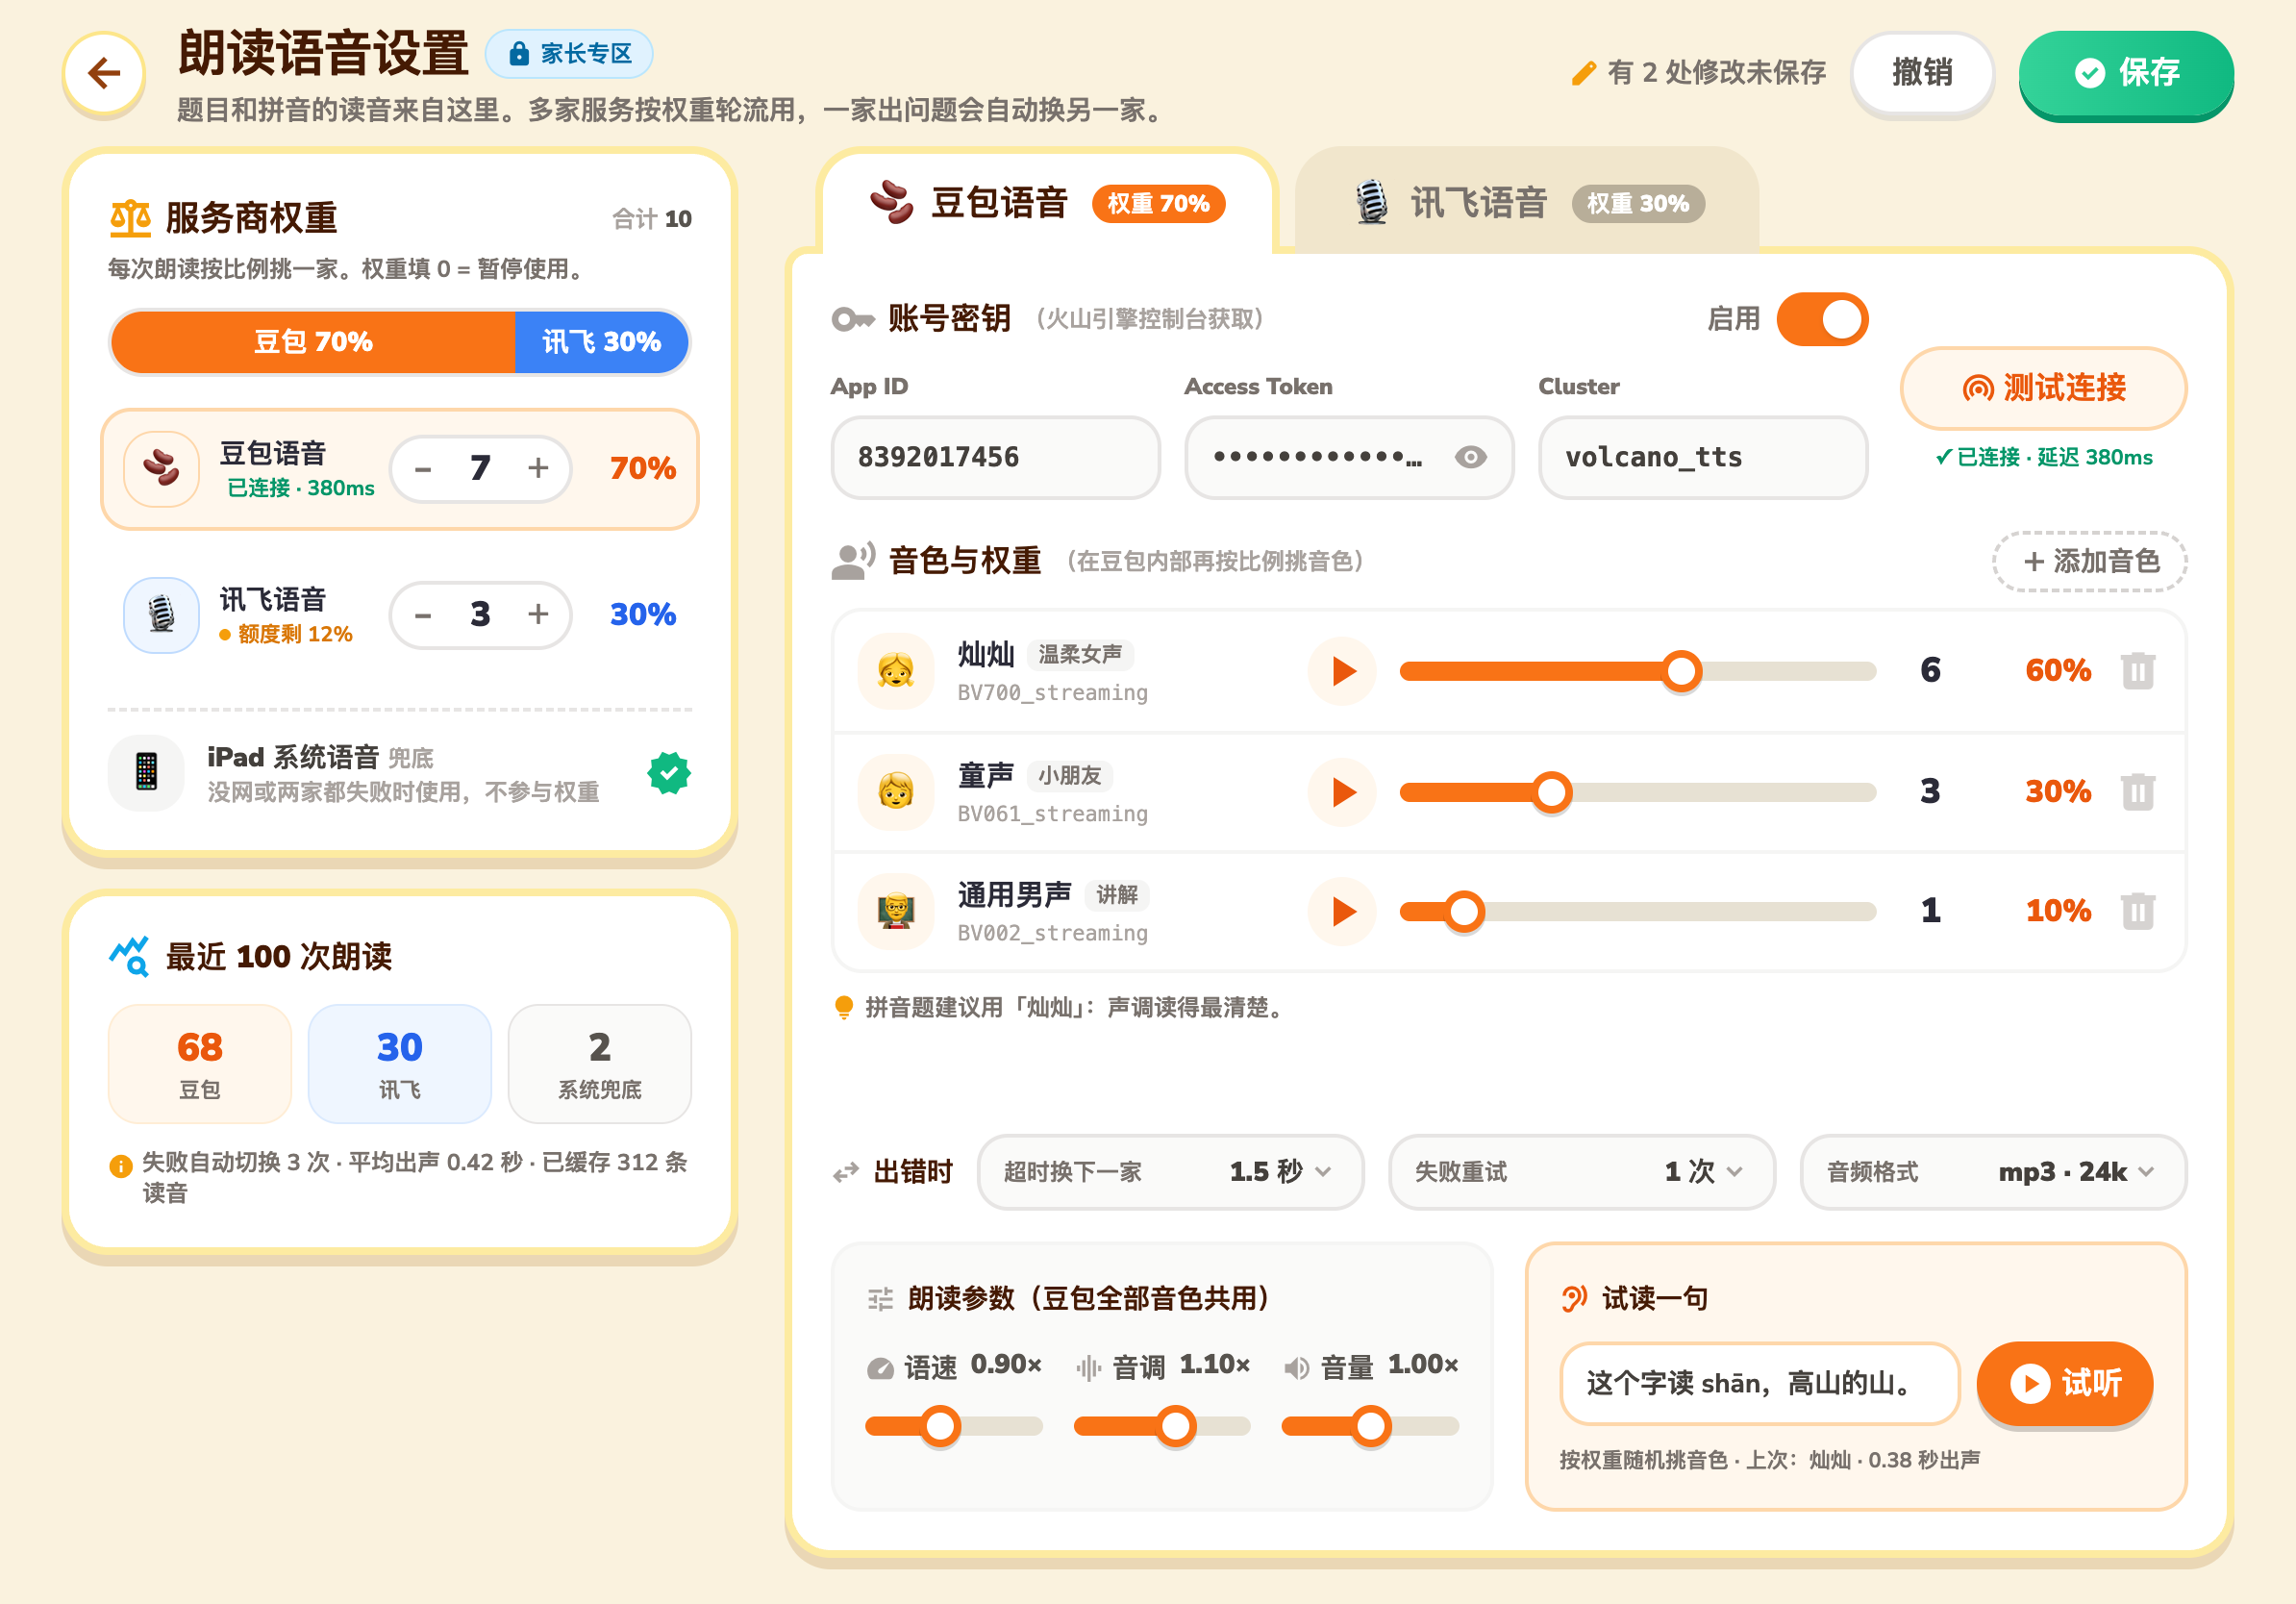 朗读语音设置
家长专区
题目和拼音的读音来自这里。多家服务按权重轮流用，一家出问题会自动换另一家。
有 2 处修改未保存
撤销
保存
服务商权重
合计 10
每次朗读按比例挑一家。权重填 0 = 暂停使用。
豆包 70%
讯飞 30%
豆包语音
已连接 · 380ms
− 7 +
70%
讯飞语音
额度剩 12%
− 3 +
30%
iPad 系统语音 兜底
没网或两家都失败时使用，不参与权重
最近 100 次朗读
68
豆包
30
讯飞
2
系统兜底
失败自动切换 3 次 · 平均出声 0.42 秒 · 已缓存 312 条
读音
豆包语音 权重 70%
讯飞语音 权重 30%
账号密钥 （火山引擎控制台获取）
启用
App ID
8392017456
Access Token
••••••••••••…
Cluster
volcano_tts
测试连接
✓已连接 · 延迟 380ms
音色与权重 （在豆包内部再按比例挑音色）
+ 添加音色
灿灿 温柔女声
BV700_streaming
6
60%
童声 小朋友
BV061_streaming
3
30%
通用男声 讲解
BV002_streaming
1
10%
拼音题建议用「灿灿」：声调读得最清楚。
出错时
超时换下一家 1.5 秒
失败重试 1 次
音频格式 mp3 · 24k
朗读参数（豆包全部音色共用）
语速 0.90×
音调 1.10×
音量 1.00×
试读一句
这个字读 shān，高山的山。
试听
按权重随机挑音色 · 上次：灿灿 · 0.38 秒出声